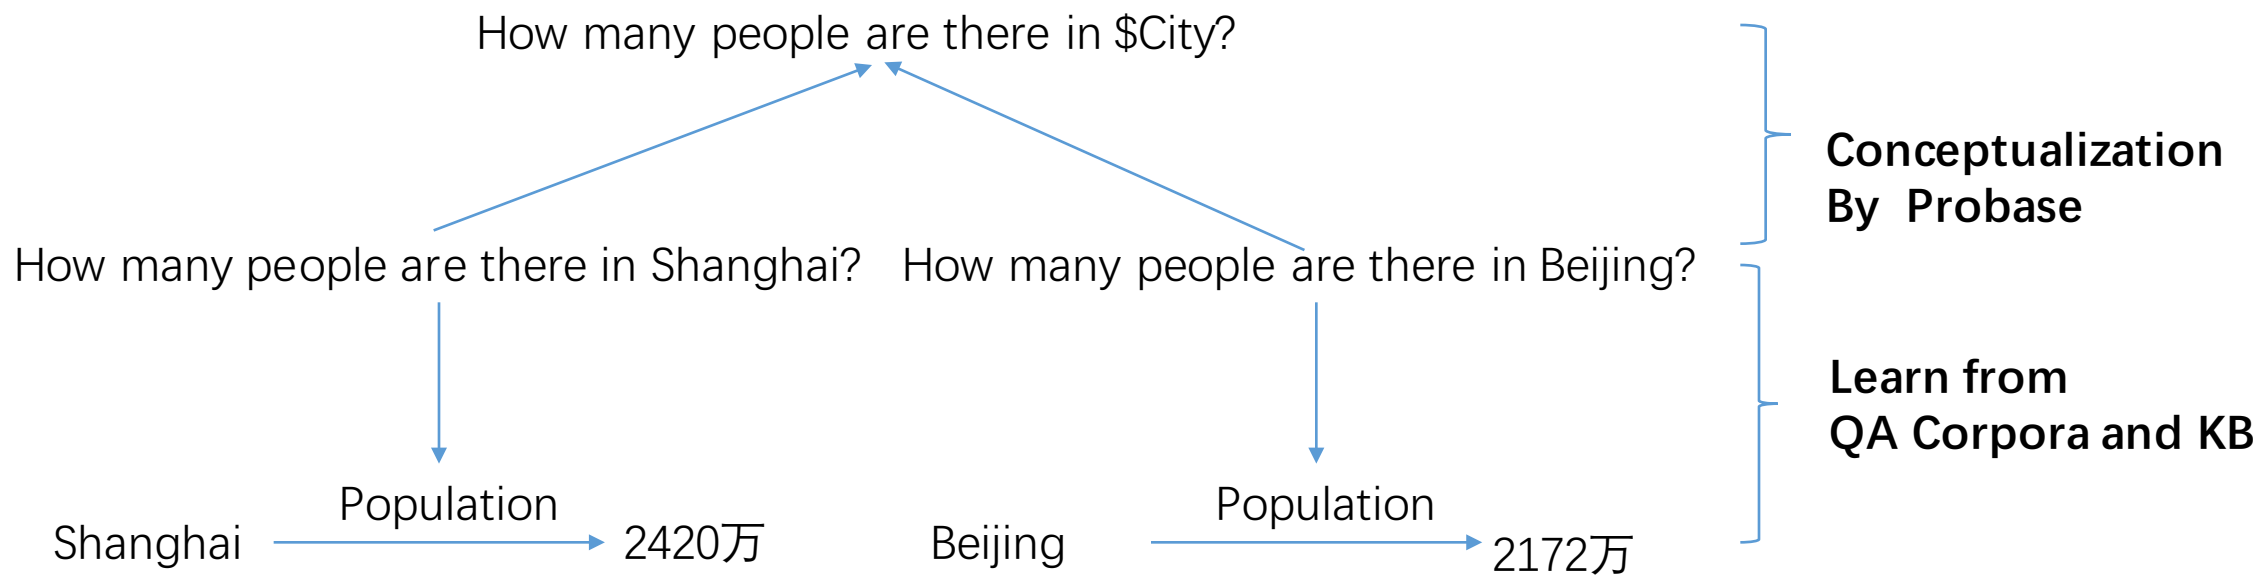 How many people are there in $City?
Conceptualization
By Probase
How many people are there in Shanghai?
How many people are there in Beijing?
Learn from
QA Corpora and KB
Population
Shanghai
2420万
Population
Beijing
2172万